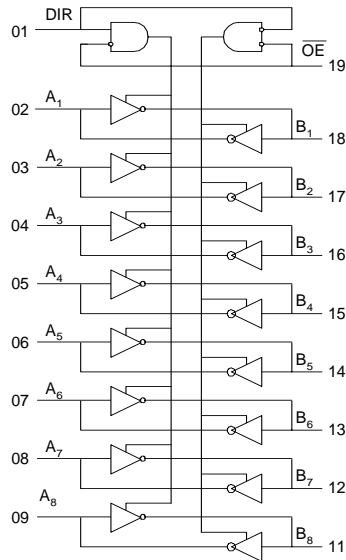 DIR
01
OE
19
02 A1
B1 18
03 A2
B2 17
04 A3
B3 16
05 A4
B4 15
06 A5
B5 14
07 A6
B6 13
08 A7
B7 12
09 A8
B8 11